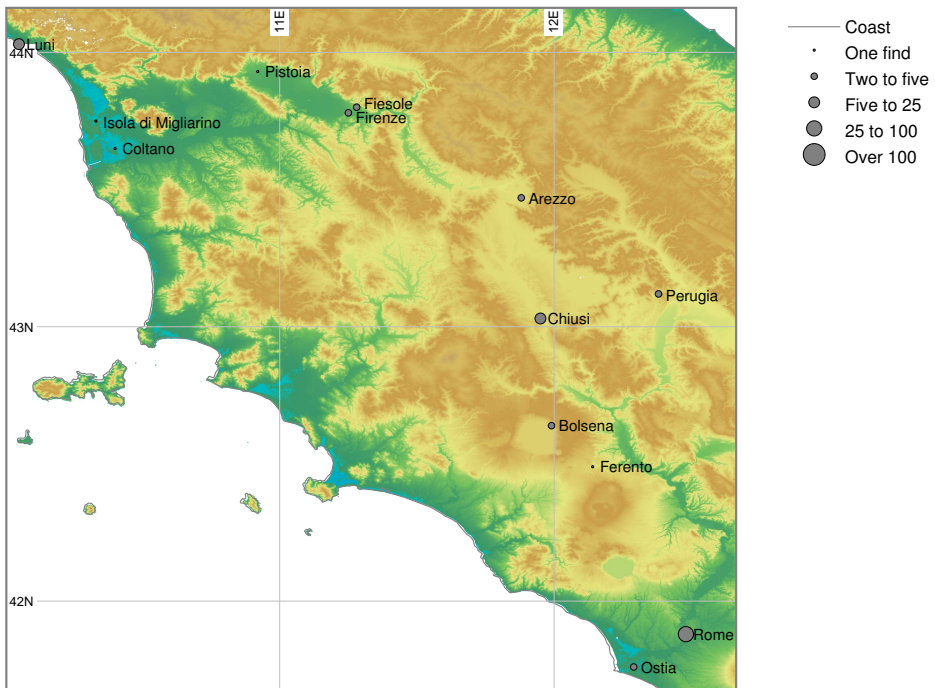 11E
12E
Luni
44N
Pistoia
Fiesole
Firenze
Isola di Migliarino
Coltano
Arezzo
Perugia
Chiusi
43N
Bolsena
Ferento
42N
Rome
Ostia
Coast
One find
Two to five
Five to 25
25 to 100
Over 100